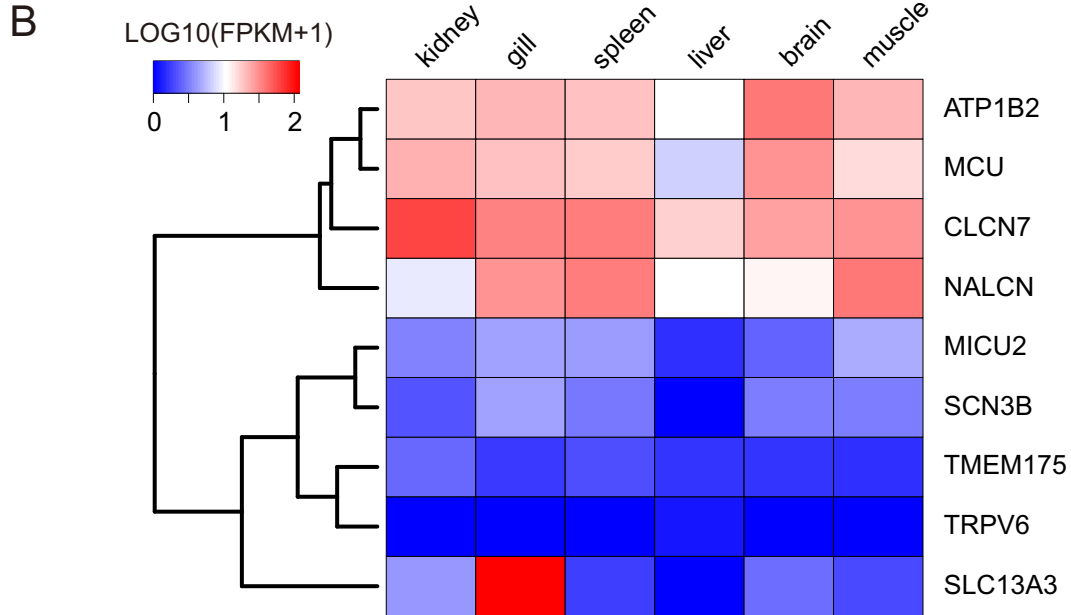 B
LOG10(FPKM+1)
0 1 2
kidney gill spleen liver brain muscle
ATP1B2
MCU
CLCN7
NALCN
MICU2
SCN3B
TMEM175
TRPV6
SLC13A3